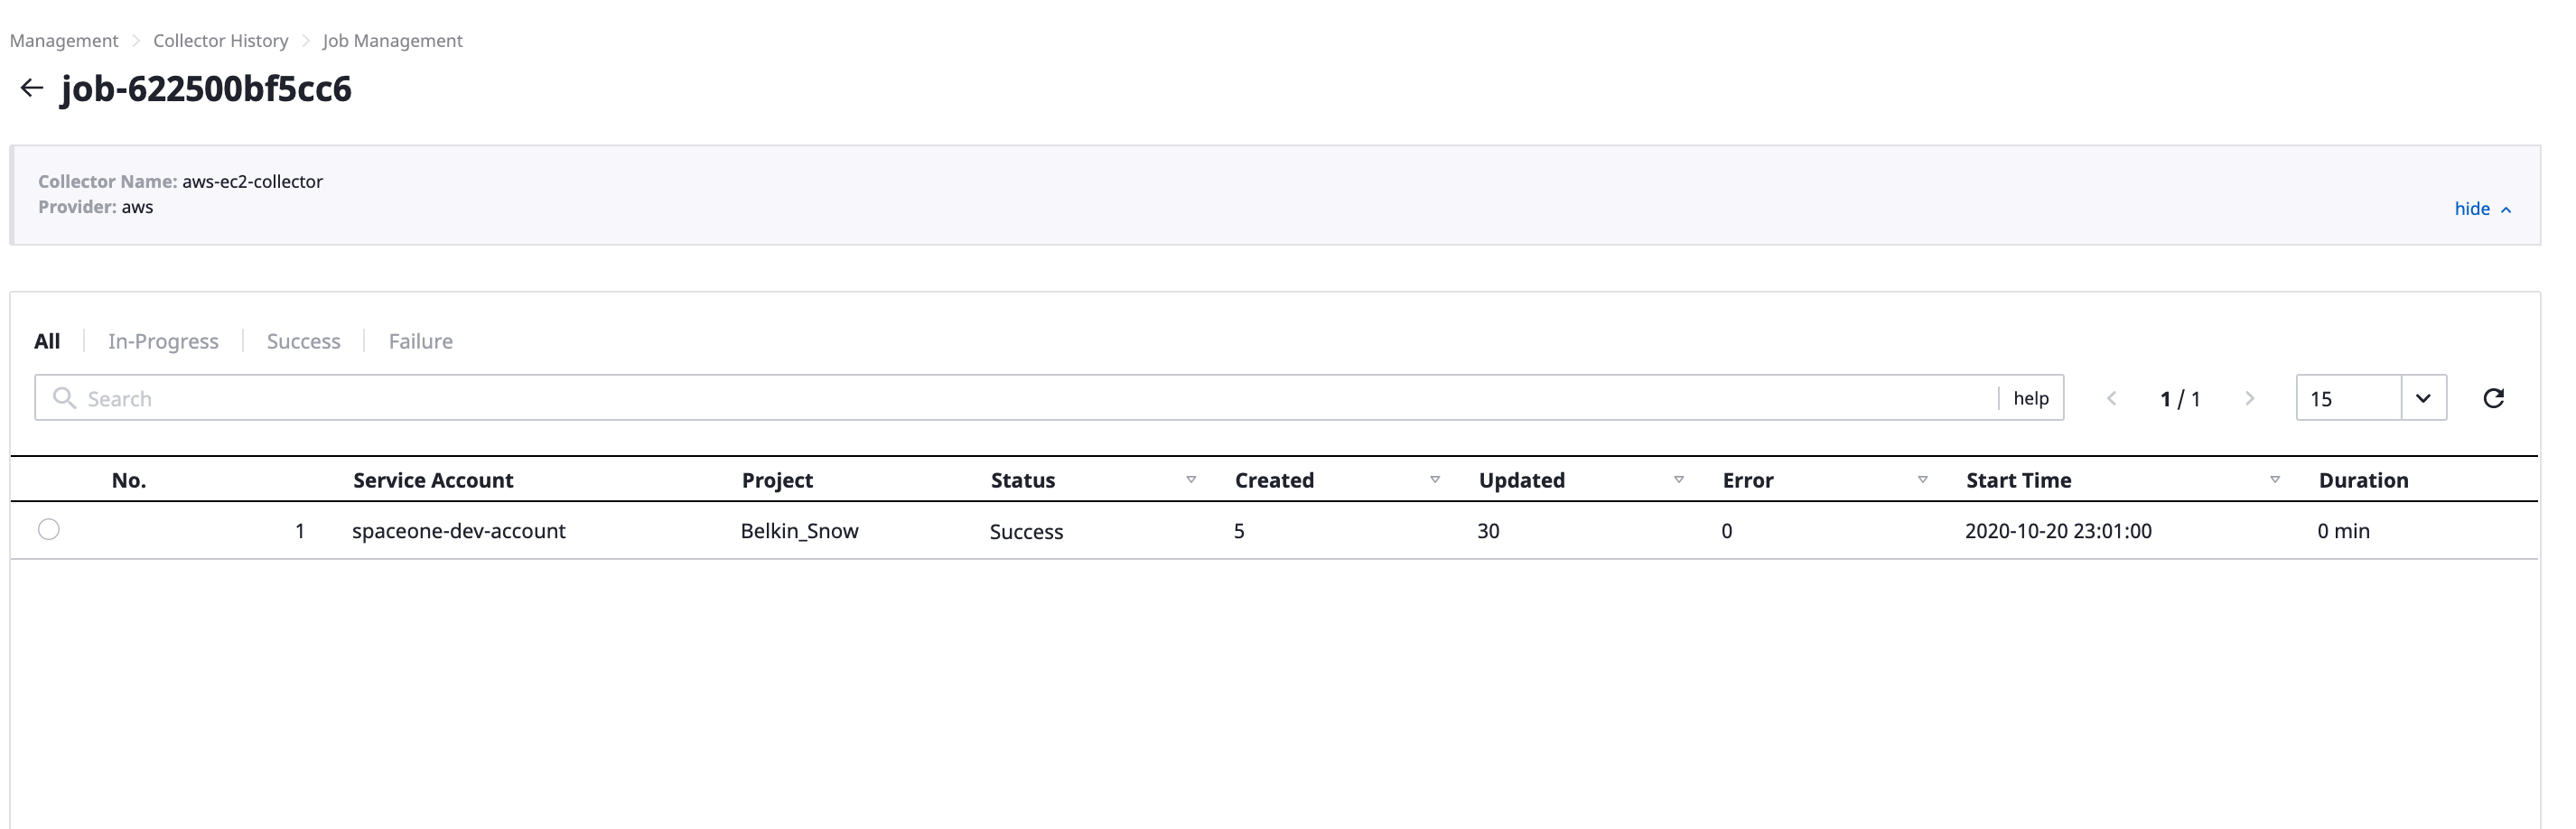 Management Collector History Job Management
job-622500bf5cc6
Collector Name: aws-ec2-collector
Provider: aws
hide
All In-Progress Success Failure
Search help 1 / 1 15
No. Service Account Project Status Created Updated Error Start Time Duration
1 spaceone-dev-account Belkin_Snow Success 5 30 0 2020-10-20 23:01:00 0 min